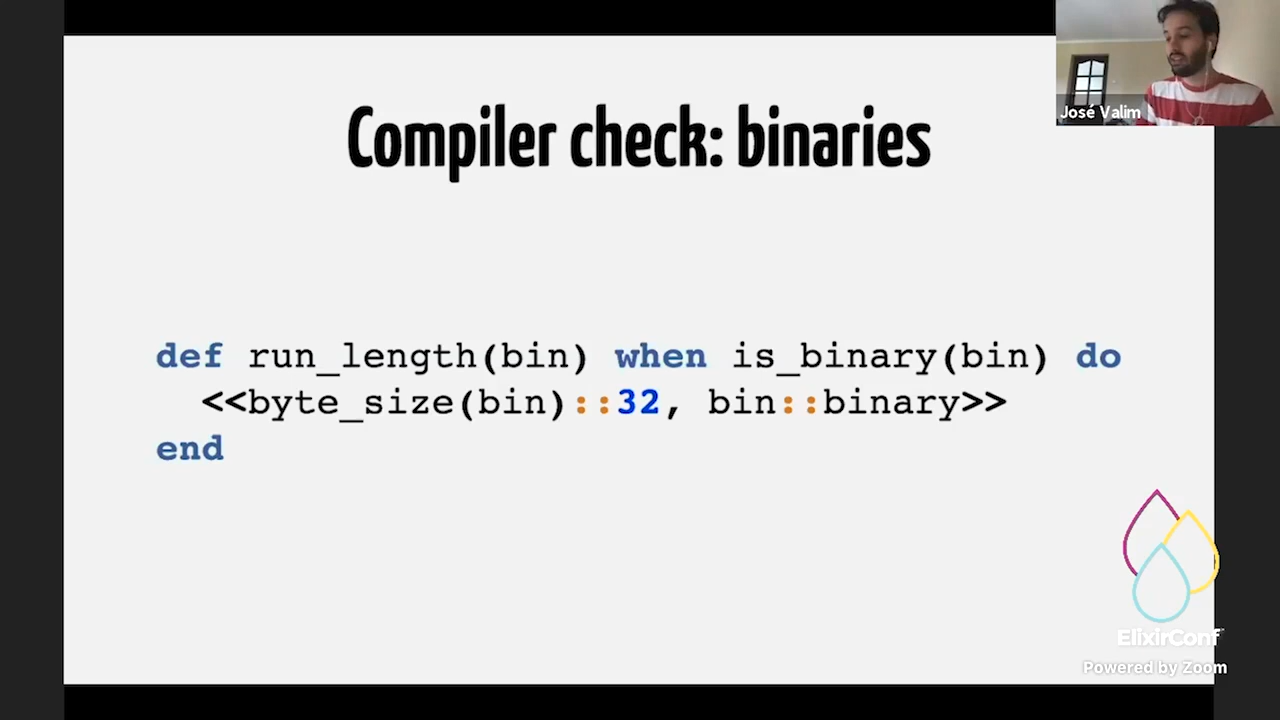 Compiler check: binaries
José Valim
def run_length(bin) when is_binary(bin) do
<<byte_size(bin)::32, bin::binary>>
end
ElixirConf
Powered by Zoom